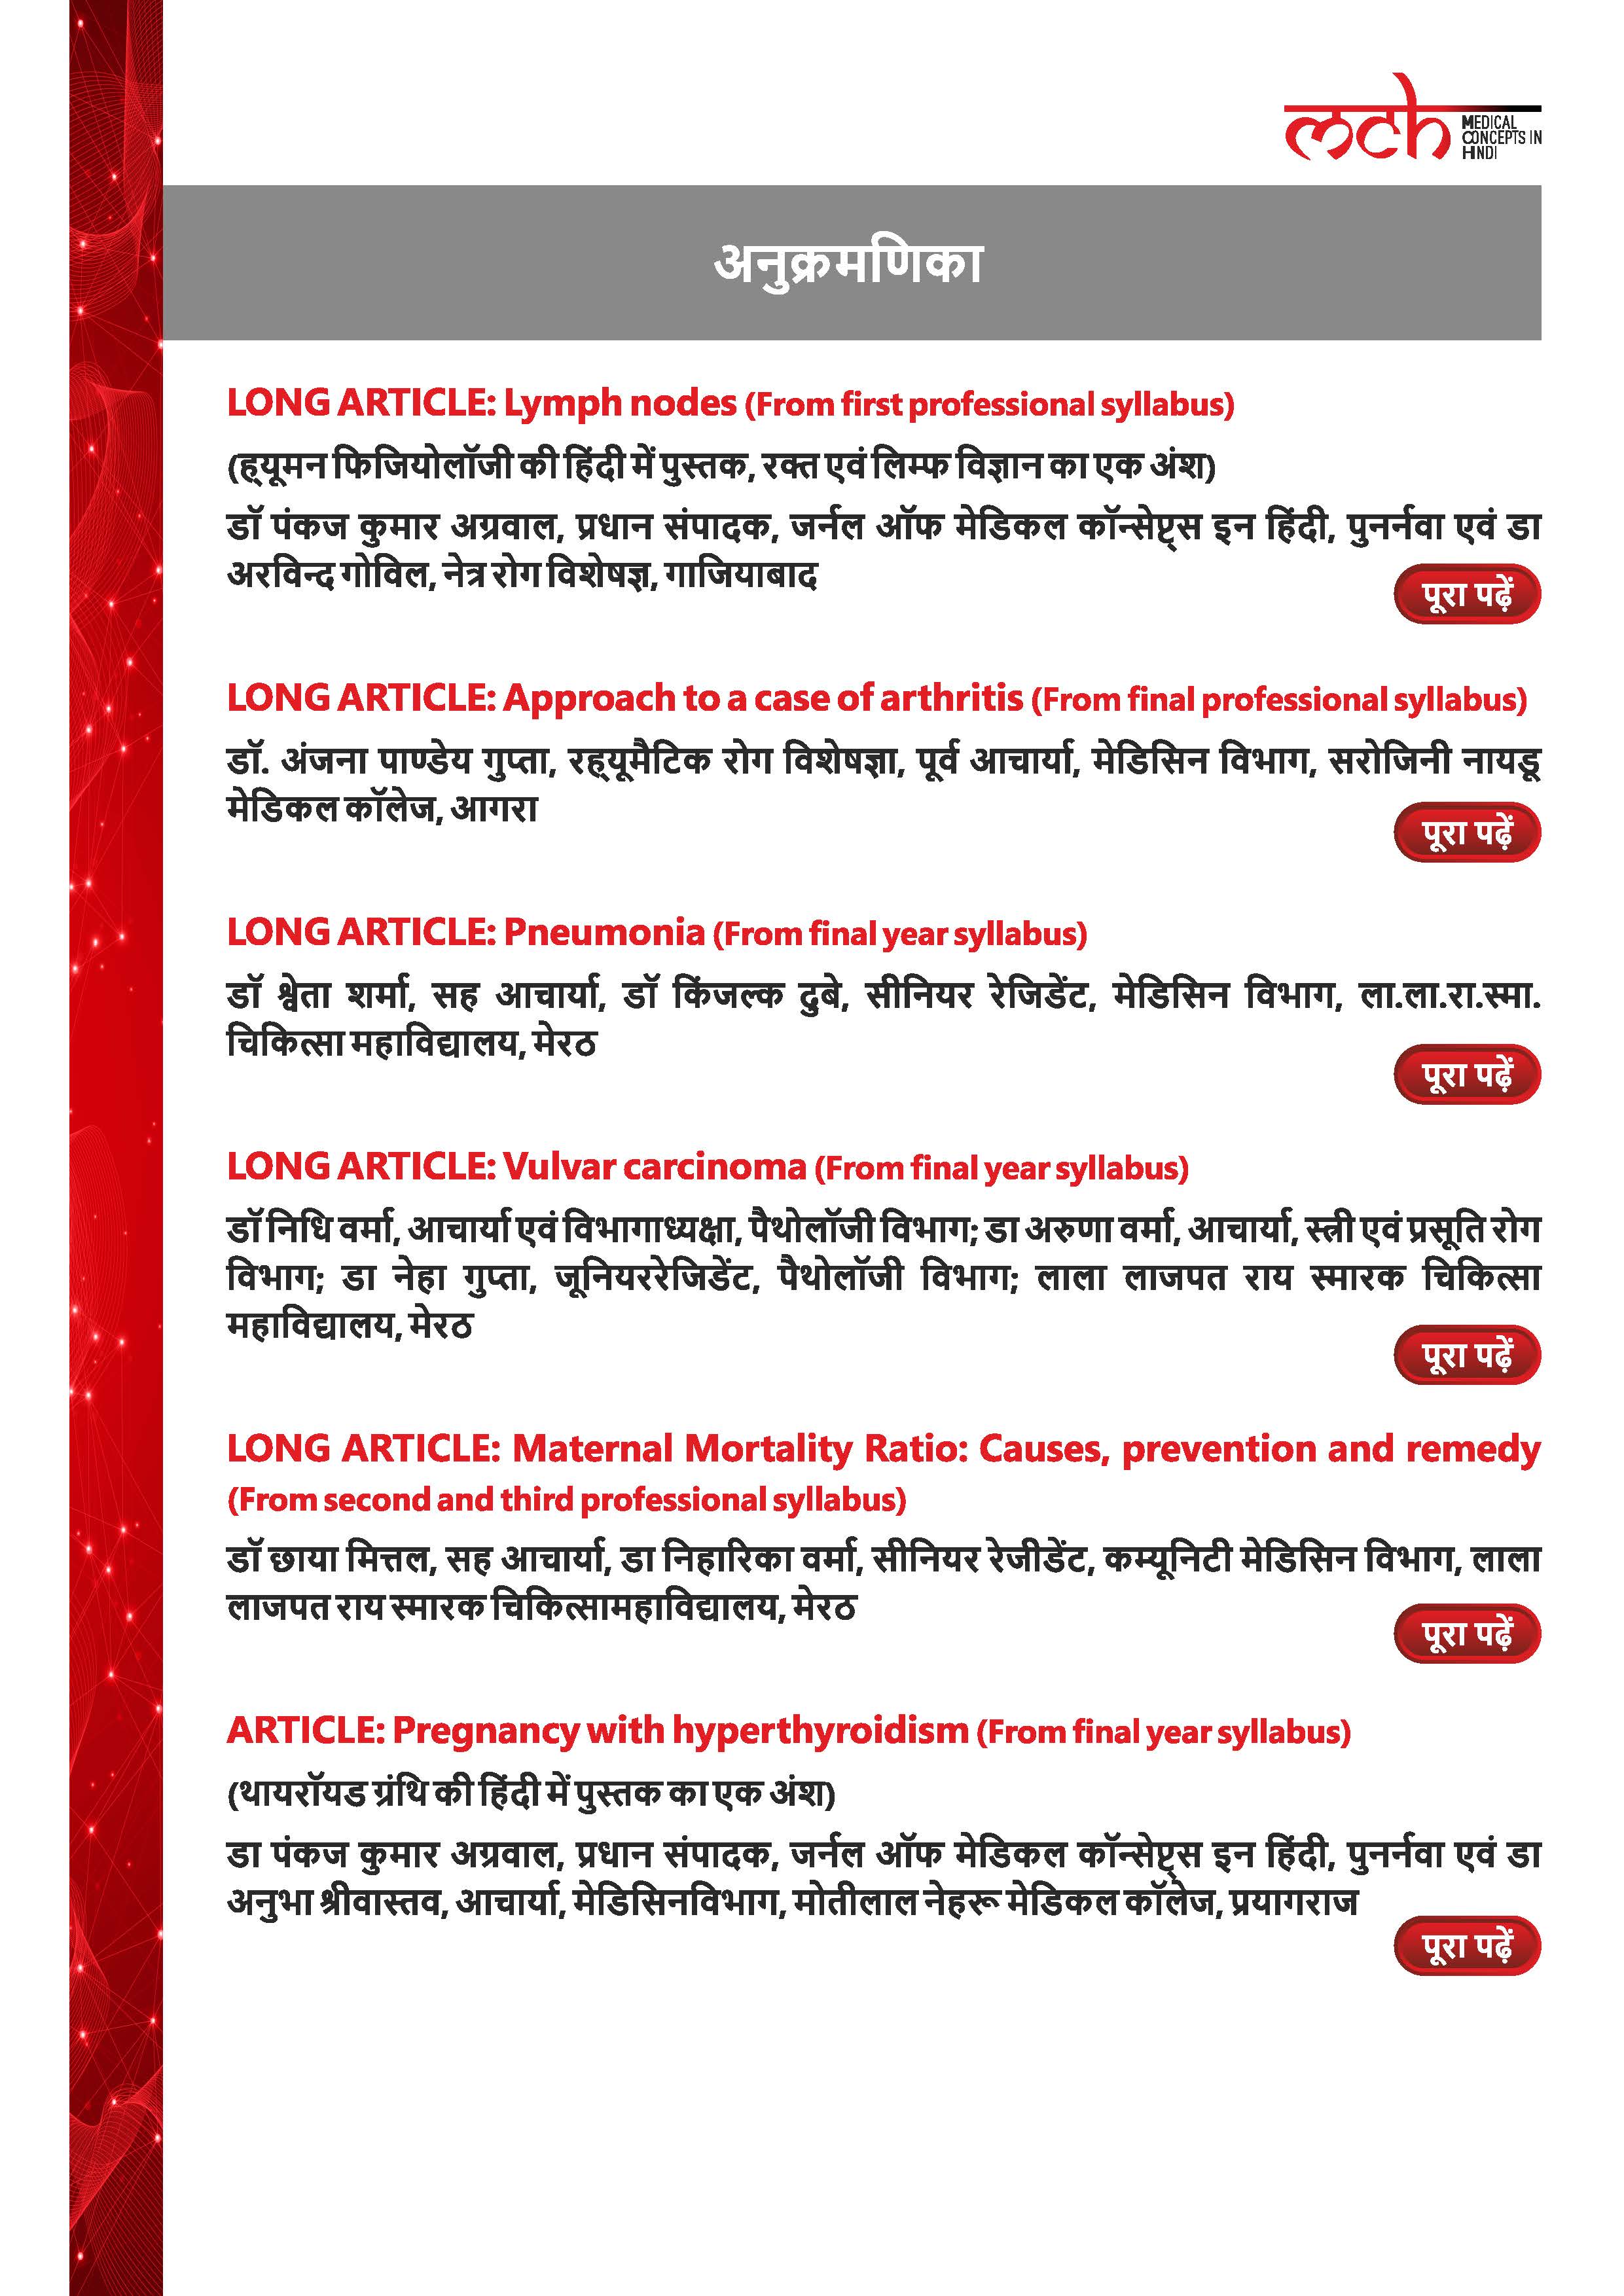 mch MEDICAL
CONCEPTS IN
HINDI
अनुक्रमणिका
LONG ARTICLE: Lymph nodes (From first professional syllabus)
(ह्यूमन फिजियोलॉजी की हिंदी में पुस्तक, रक्त एवं लिम्फ विज्ञान का एक अंश)
डॉ पंकज कुमार अग्रवाल, प्रधान संपादक, जर्नल ऑफ मेडिकल कॉन्सेप्ट्स इन हिंदी, पुनर्नवा एवं डा
अरविन्द गोविल, नेत्र रोग विशेषज्ञ, गाजियाबाद
पूरा पढ़ें
LONG ARTICLE: Approach to a case of arthritis (From final professional syllabus)
डॉ. अंजना पाण्डेय गुप्ता, रह्यूमैटिक रोग विशेषज्ञा, पूर्व आचार्या, मेडिसिन विभाग, सरोजिनी नायडू
मेडिकल कॉलेज, आगरा
पूरा पढ़ें
LONG ARTICLE: Pneumonia (From final year syllabus)
डॉ श्वेता शर्मा, सह आचार्या, डॉ किंजल्क दुबे, सीनियर रेजिडेंट, मेडिसिन विभाग, ला.ला.रा.स्मा.
चिकित्सा महाविद्यालय, मेरठ
पूरा पढ़ें
LONG ARTICLE: Vulvar carcinoma (From final year syllabus)
डॉ निधि वर्मा, आचार्या एवं विभागाध्यक्षा, पैथोलॉजी विभाग; डा अरुणा वर्मा, आचार्या, स्त्री एवं प्रसूति रोग
विभाग; डा नेहा गुप्ता, जूनियररेजिडेंट, पैथोलॉजी विभाग; लाला लाजपत राय स्मारक चिकित्सा
महाविद्यालय, मेरठ
पूरा पढ़ें
LONG ARTICLE: Maternal Mortality Ratio: Causes, prevention and remedy
(From second and third professional syllabus)
डॉ छाया मित्तल, सह आचार्या, डा निहारिका वर्मा, सीनियर रेजीडेंट, कम्यूनिटी मेडिसिन विभाग, लाला
लाजपत राय स्मारक चिकित्सामहाविद्यालय, मेरठ
पूरा पढ़ें
ARTICLE: Pregnancy with hyperthyroidism (From final year syllabus)
(थायरॉयड ग्रंथि की हिंदी में पुस्तक का एक अंश)
डा पंकज कुमार अग्रवाल, प्रधान संपादक, जर्नल ऑफ मेडिकल कॉन्सेप्ट्स इन हिंदी, पुनर्नवा एवं डा
अनुभा श्रीवास्तव, आचार्या, मेडिसिनविभाग, मोतीलाल नेहरू मेडिकल कॉलेज, प्रयागराज
पूरा पढ़ें